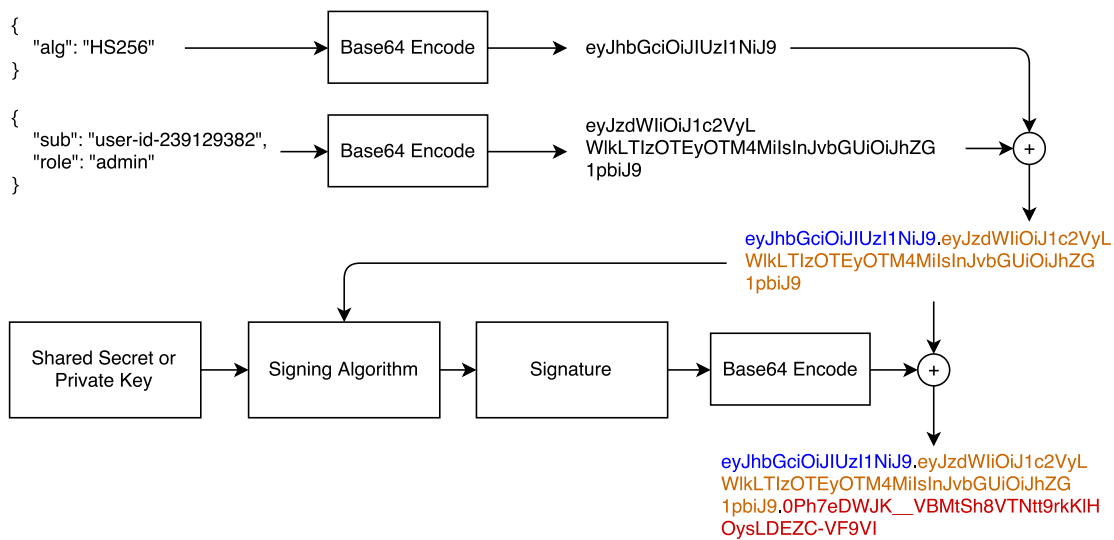 {
"alg": "HS256"
}
Base64 Encode
eyJhbGciOiJIUzI1NiJ9
{
"sub": "user-id-239129382",
"role": "admin"
}
Base64 Encode
eyJzdWIiOiJ1c2VyL
WlkLTIzOTEyOTM4MiIsInJvbGUiOiJhZG
1pbiJ9
+
eyJhbGciOiJIUzI1NiJ9.eyJzdWIiOiJ1c2VyL
WlkLTIzOTEyOTM4MiIsInJvbGUiOiJhZG
1pbiJ9
Shared Secret or
Private Key
Signing Algorithm
Signature
Base64 Encode
+
eyJhbGciOiJIUzI1NiJ9.eyJzdWIiOiJ1c2VyL
WlkLTIzOTEyOTM4MiIsInJvbGUiOiJhZG
1pbiJ9.0Ph7eDWJK__VBMtSh8VTNtt9rkKlH
OysLDEZC-VF9VI